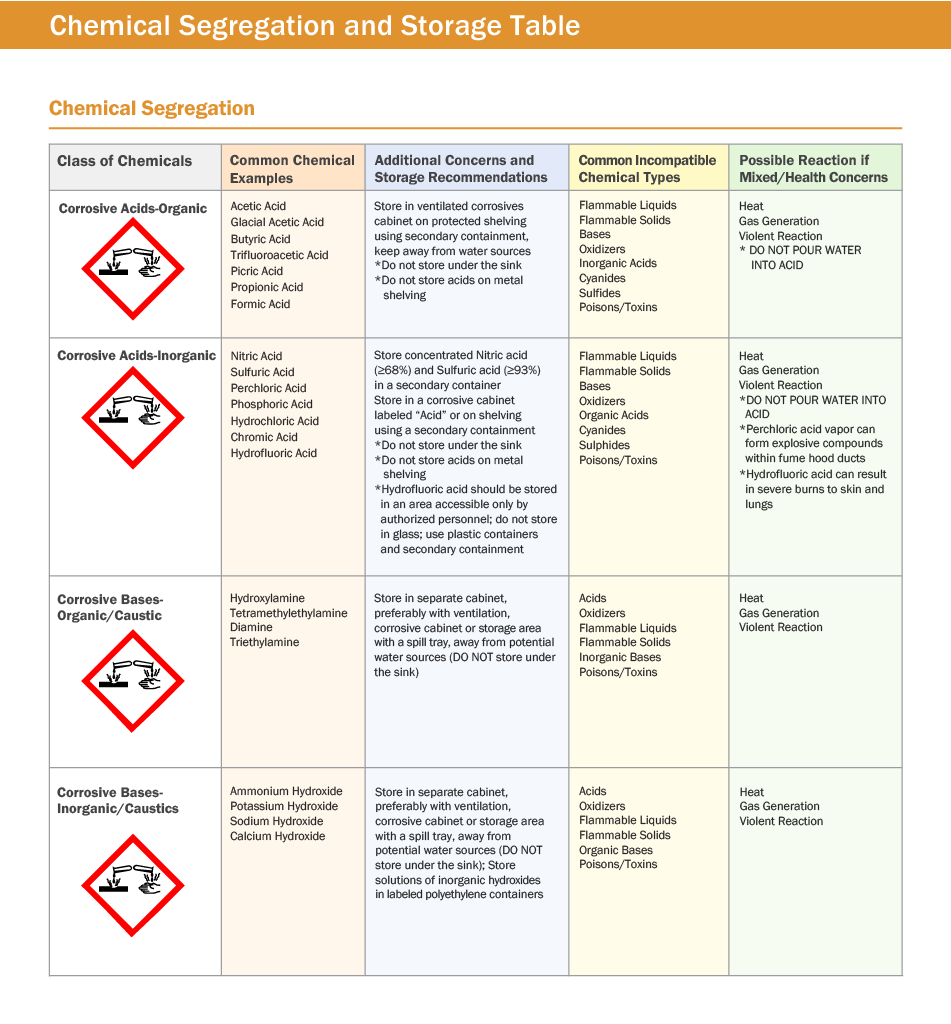 Chemical Segregation and Storage Table
Chemical Segregation
Class of Chemicals
Common Chemical
Examples
Additional Concerns and
Storage Recommendations
Common Incompatible
Chemical Types
Possible Reaction if
Mixed/Health Concerns
Corrosive Acids-Organic
Acetic Acid
Glacial Acetic Acid
Butyric Acid
Trifluoroacetic Acid
Picric Acid
Propionic Acid
Formic Acid
Store in ventilated corrosives
cabinet on protected shelving
using secondary containment,
keep away from water sources
*Do not store under the sink
*Do not store acids on metal
shelving
Flammable Liquids
Flammable Solids
Bases
Oxidizers
Inorganic Acids
Cyanides
Sulfides
Poisons/Toxins
Heat
Gas Generation
Violent Reaction
* DO NOT POUR WATER
INTO ACID
Corrosive Acids-Inorganic
Nitric Acid
Sulfuric Acid
Perchloric Acid
Phosphoric Acid
Hydrochloric Acid
Chromic Acid
Hydrofluoric Acid
Store concentrated Nitric acid
(≥68%) and Sulfuric acid (≥93%)
in a secondary container
Store in a corrosive cabinet
labeled “Acid” or on shelving
using a secondary containment
*Do not store under the sink
*Do not store acids on metal
shelving
*Hydrofluoric acid should be stored
in an area accessible only by
authorized personnel; do not store
in glass; use plastic containers
and secondary containment
Flammable Liquids
Flammable Solids
Bases
Oxidizers
Organic Acids
Cyanides
Sulphides
Poisons/Toxins
Heat
Gas Generation
Violent Reaction
*DO NOT POUR WATER INTO
ACID
*Perchloric acid vapor can
form explosive compounds
within fume hood ducts
*Hydrofluoric acid can result
in severe burns to skin and
lungs
Corrosive Bases-
Organic/Caustic
Hydroxylamine
Tetramethylethylamine
Diamine
Triethylamine
Store in separate cabinet,
preferably with ventilation,
corrosive cabinet or storage area
with a spill tray, away from potential
water sources (DO NOT store under
the sink)
Acids
Oxidizers
Flammable Liquids
Flammable Solids
Inorganic Bases
Poisons/Toxins
Heat
Gas Generation
Violent Reaction
Corrosive Bases-
Inorganic/Caustics
Ammonium Hydroxide
Potassium Hydroxide
Sodium Hydroxide
Calcium Hydroxide
Store in separate cabinet,
preferably with ventilation,
corrosive cabinet or storage area
with a spill tray, away from
potential water sources (DO NOT
store under the sink); Store
solutions of inorganic hydroxides
in labeled polyethylene containers
Acids
Oxidizers
Flammable Liquids
Flammable Solids
Organic Bases
Poisons/Toxins
Heat
Gas Generation
Violent Reaction